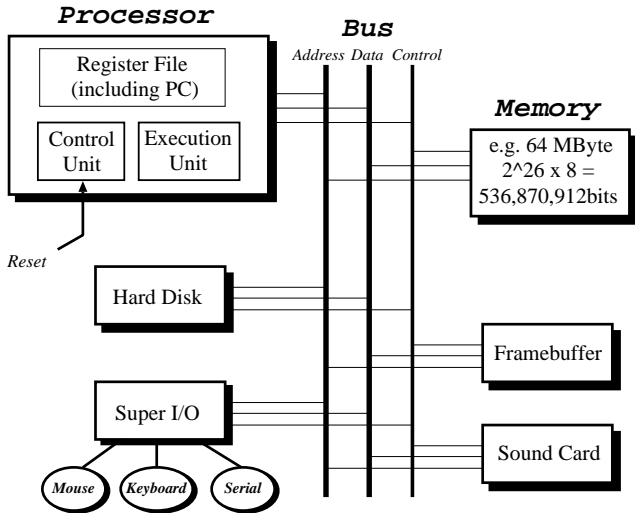 Processor
Bus
Address Data Control
Register File
(including PC)
Control
Unit
Execution
Unit
Reset
Memory
e.g. 64 MByte
2^26 x 8 =
536,870,912bits
Hard Disk
Framebuffer
Super I/O
Sound Card
Mouse
Keyboard
Serial